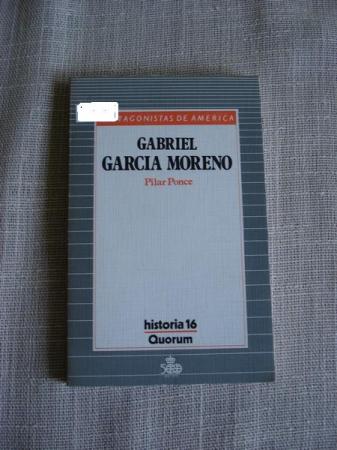 TAGONISTAS DE AMERICA
GABRIEL
GARCIA MORENO
Pilar Ponce
historia 16
Quorum